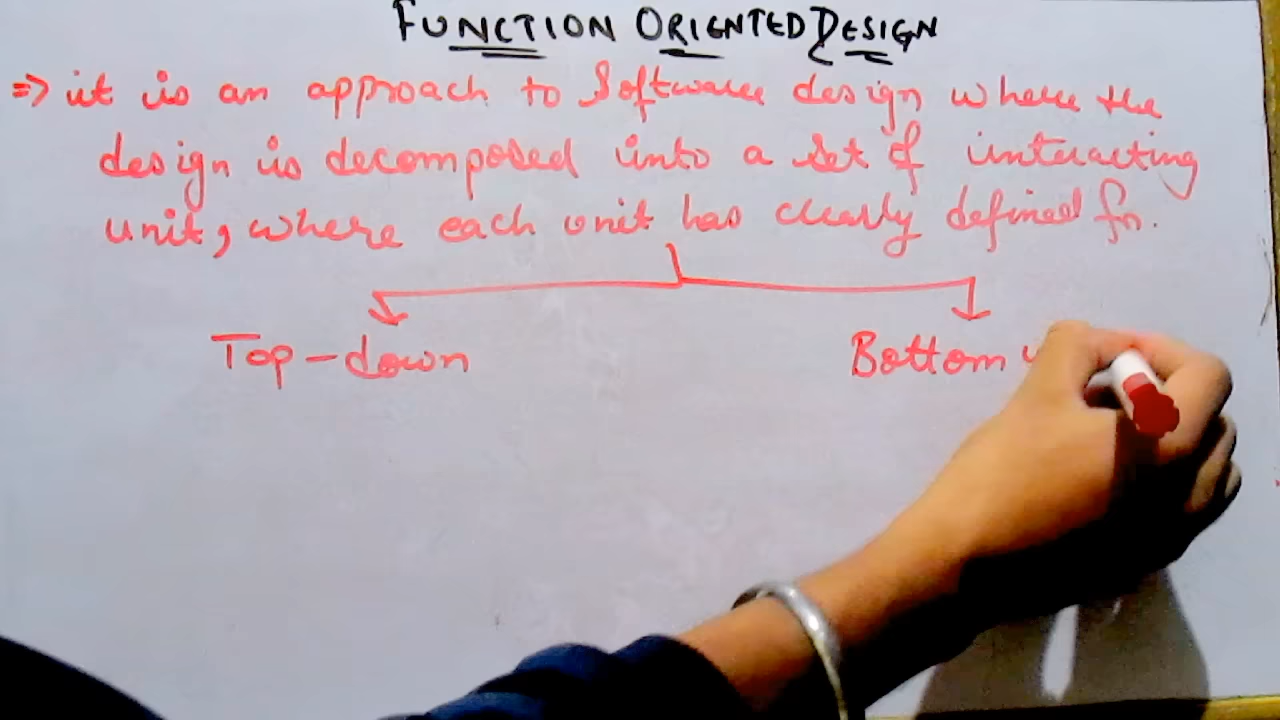 FUNCTION ORIENTED DESIGN
=> it is an approach to Software design where the
design is decomposed into a set of interacting
unit, where each unit has clearly defined fn.
Top-down
Bottom u